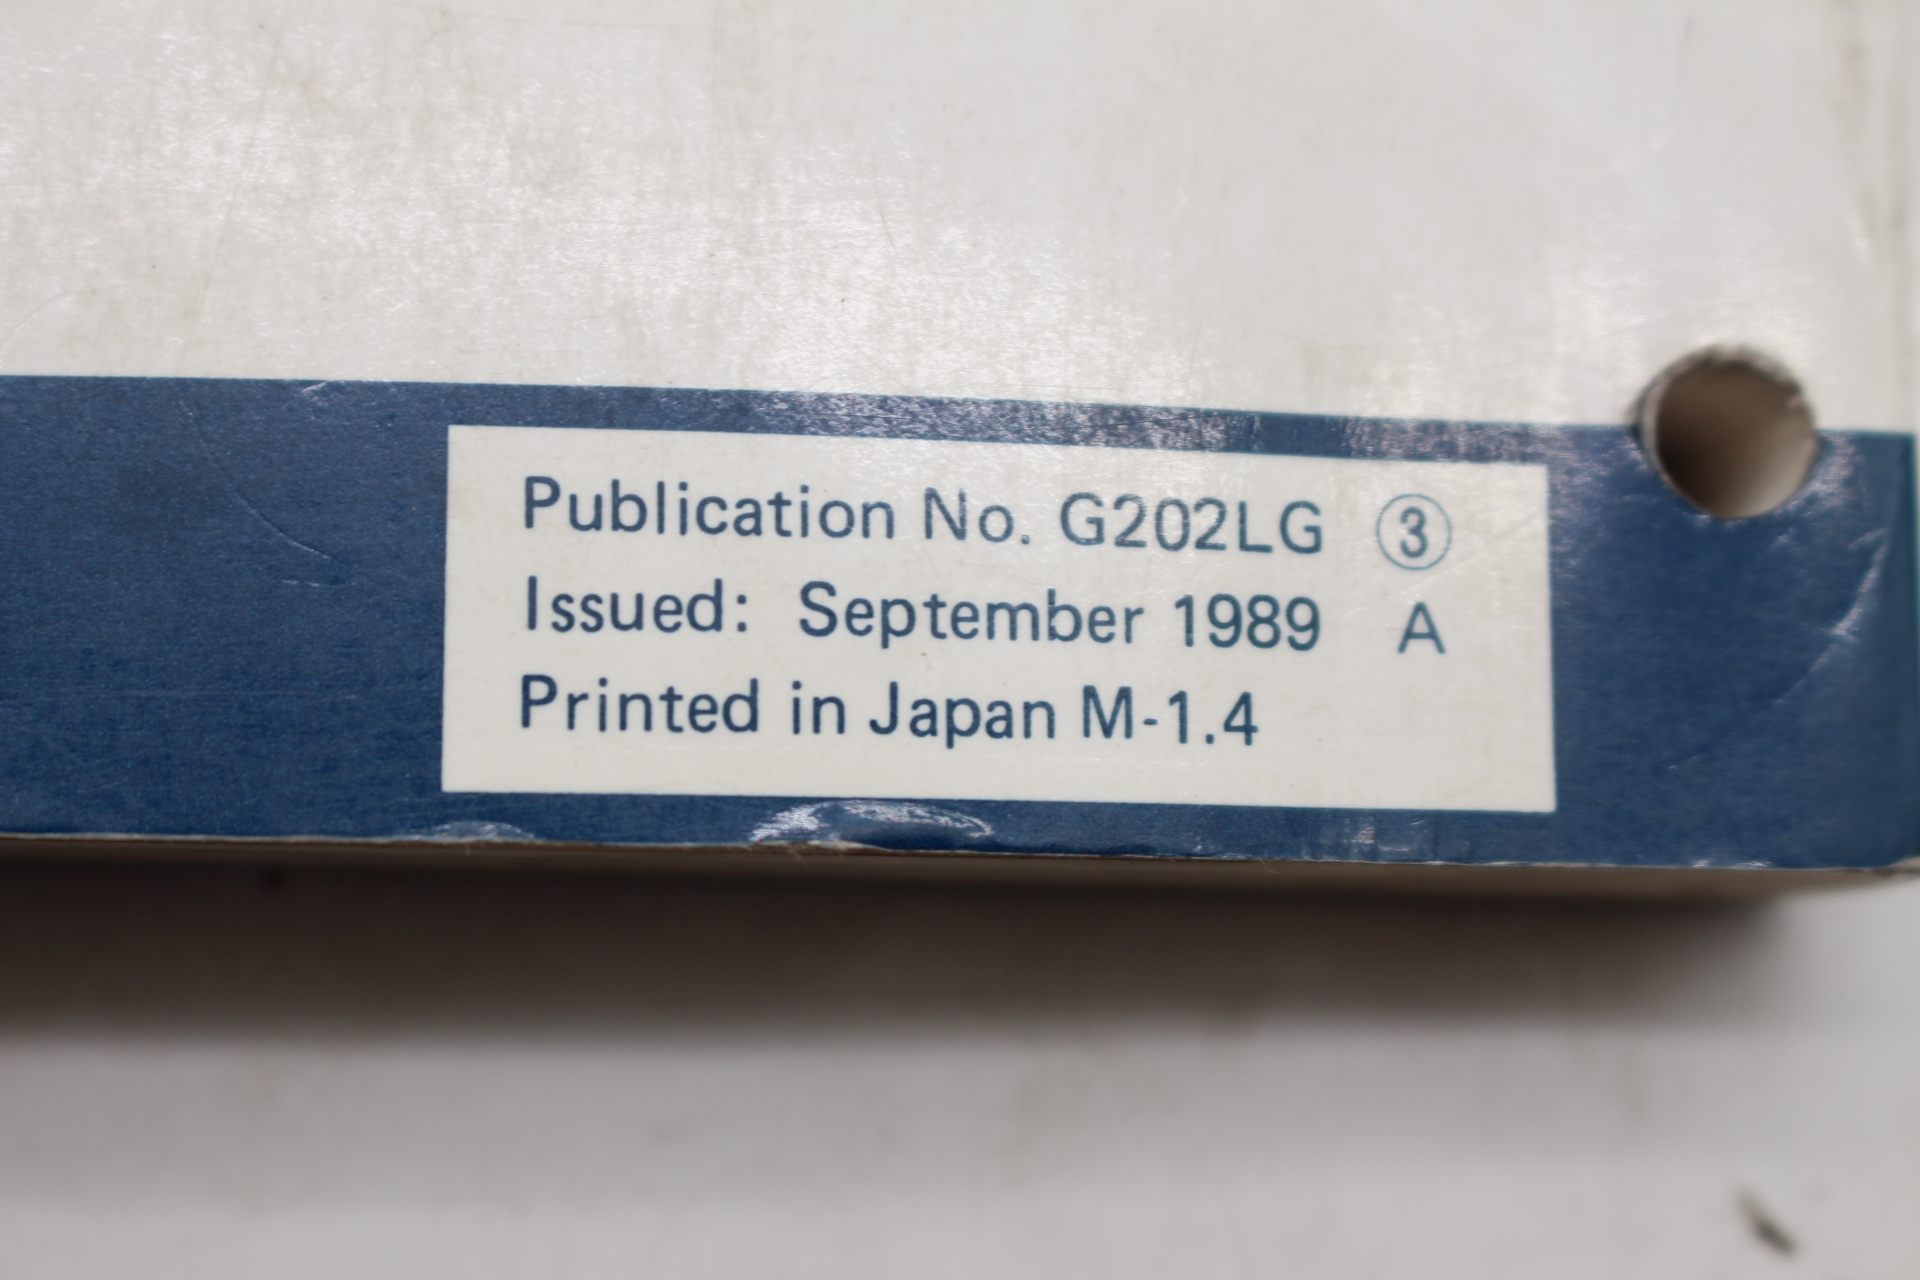 Publication No. G202LG ③
Issued: September 1989 A
Printed in Japan M-1.4